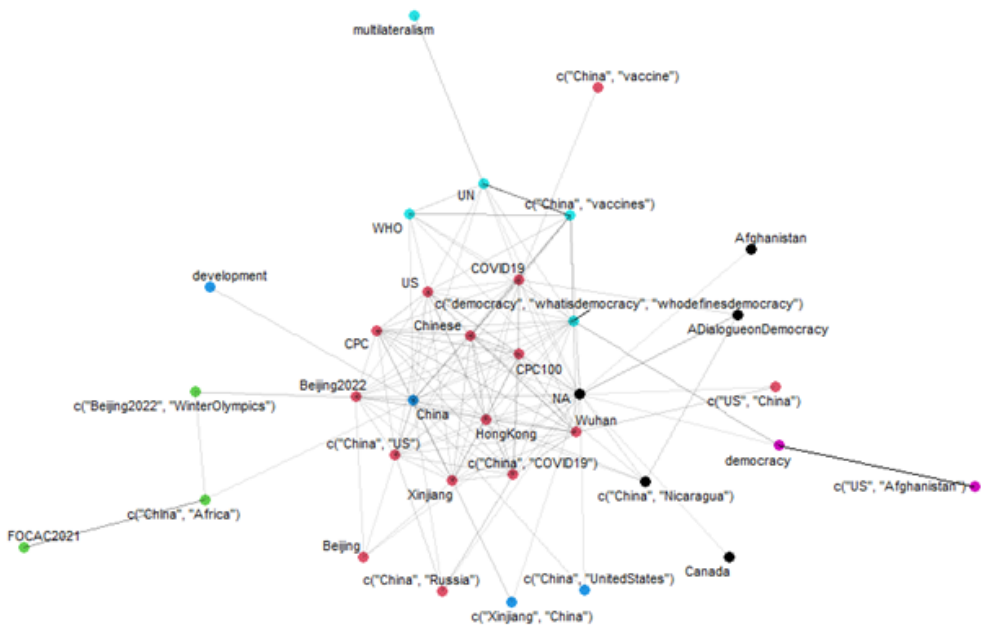 multilateralism
c("China", "vaccine")
UN
c("China", "vaccines")
WHO
Afghanistan
development
COVID19
US
c("democracy", "whatisdemocracy", "whodefinesdemocracy")
Chinese
ADialogueonDemocracy
CPC
CPC100
Beijing2022
NA
c("US", "China")
c("Beijing2022", "WinterOlympics")
China
Wuhan
HongKong
c("China", "US")
democracy
c("China", "COVID19")
c("US", "Afghanistan")
Xinjiang
c("China", "Nicaragua")
c("China", "Africa")
FOCAC2021
Beijing
Canada
c("China", "Russia")
c("China", "UnitedStates")
c("Xinjiang", "China")